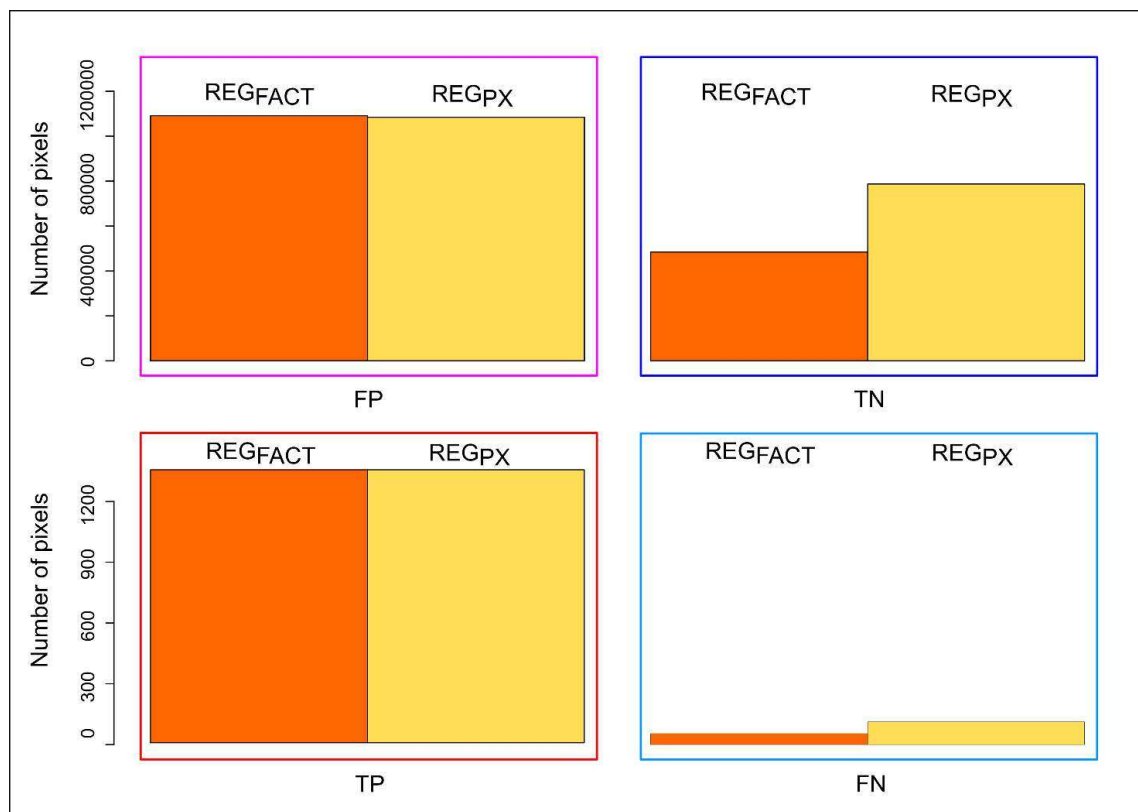 REGFACT REGPX
REGFACT REGPX
Number of pixels
0 400000 800000 1200000
FP
TN
REGFACT REGPX
REGFACT REGPX
Number of pixels
0 300 600 900 1200
TP
FN